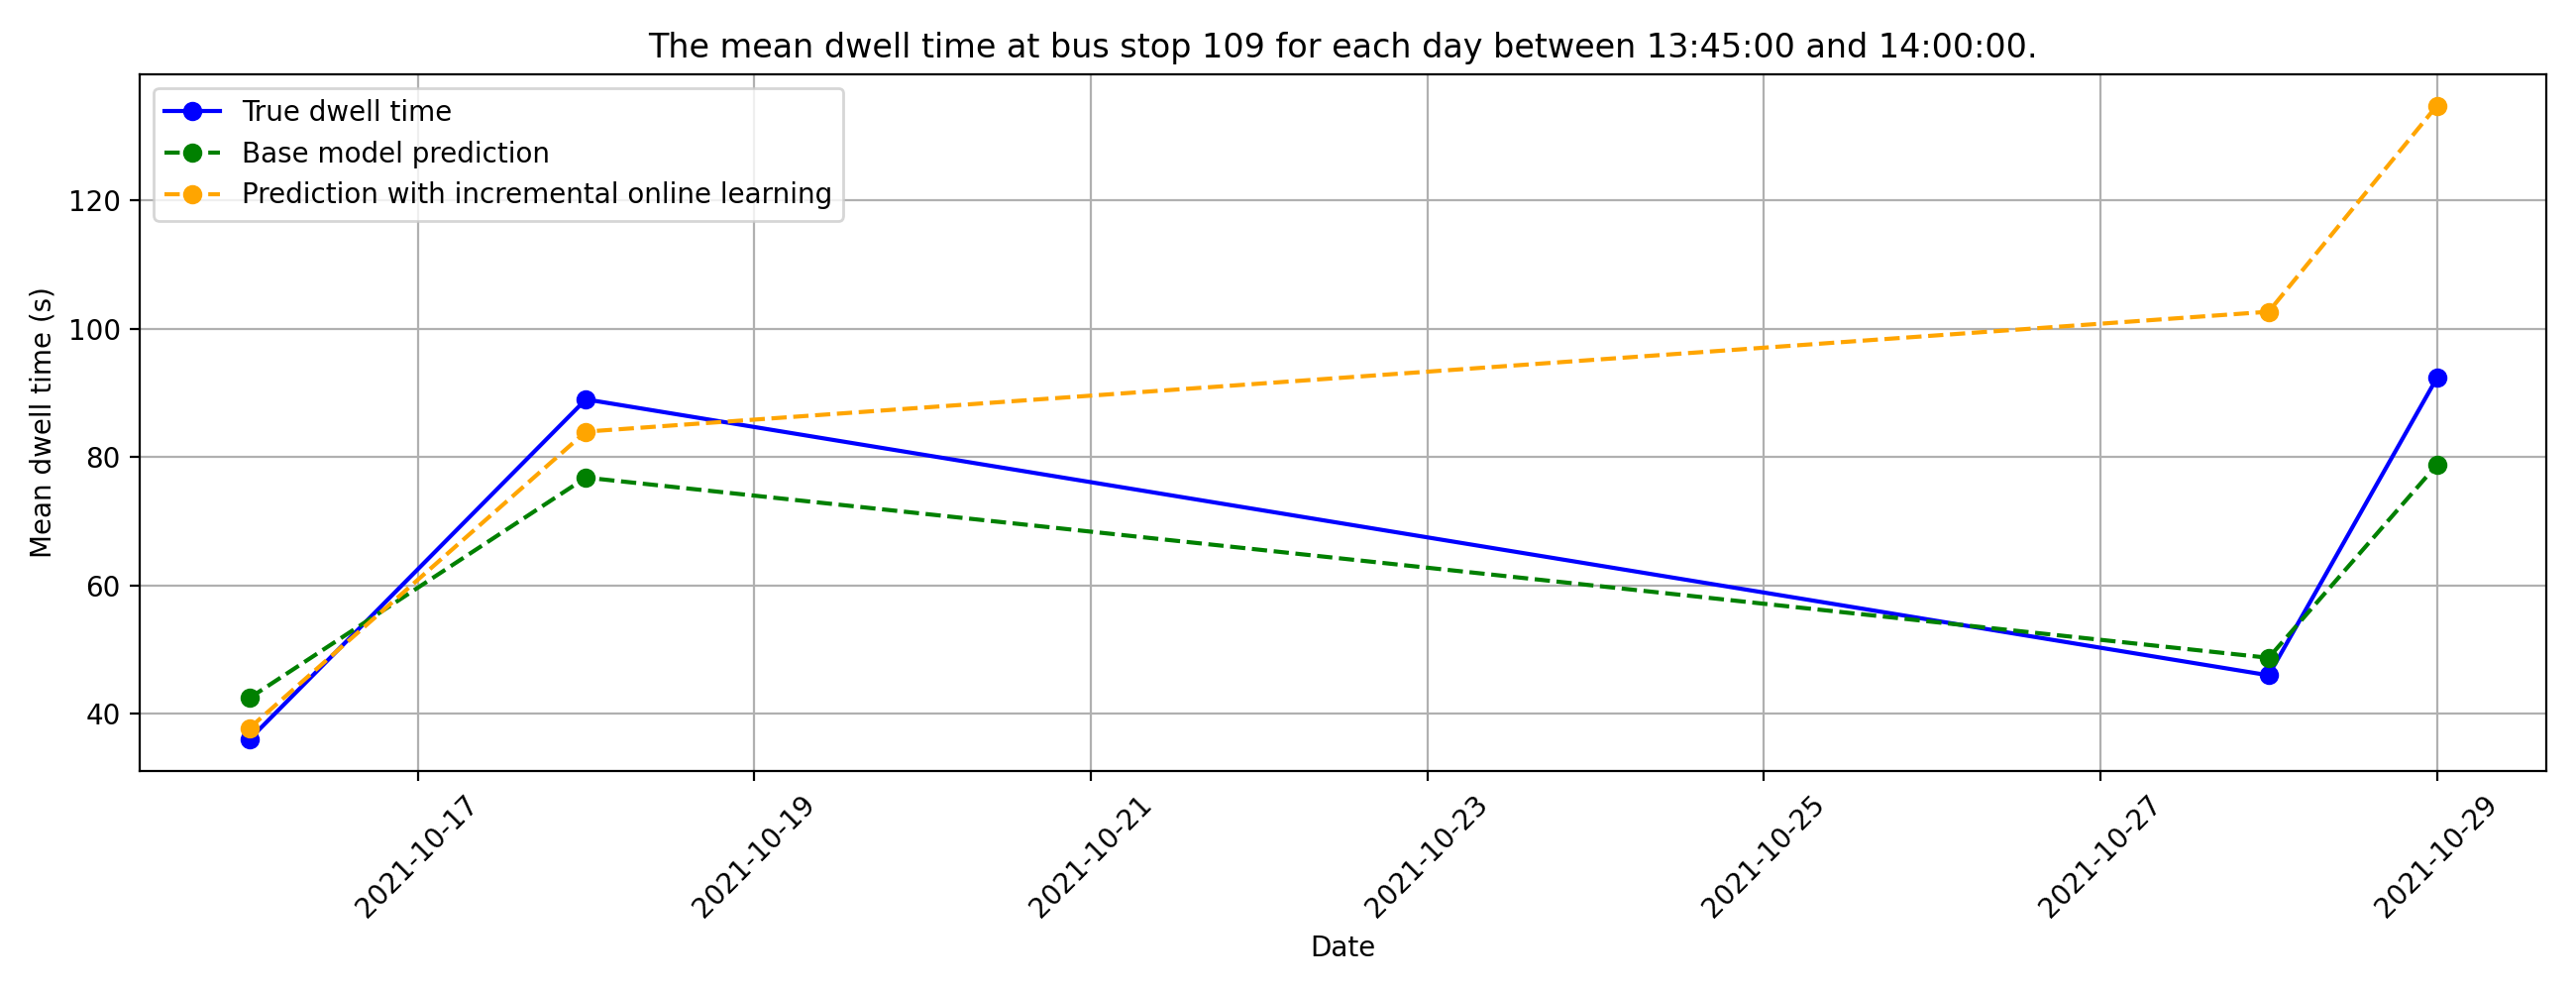 The mean dwell time at bus stop 109 for each day between 13:45:00 and 14:00:00.
True dwell time
Base model prediction
Prediction with incremental online learning
Mean dwell time (s)
120
100
80
60
40
2021-10-17
2021-10-19
2021-10-21
2021-10-23
2021-10-25
2021-10-27
2021-10-29
Date